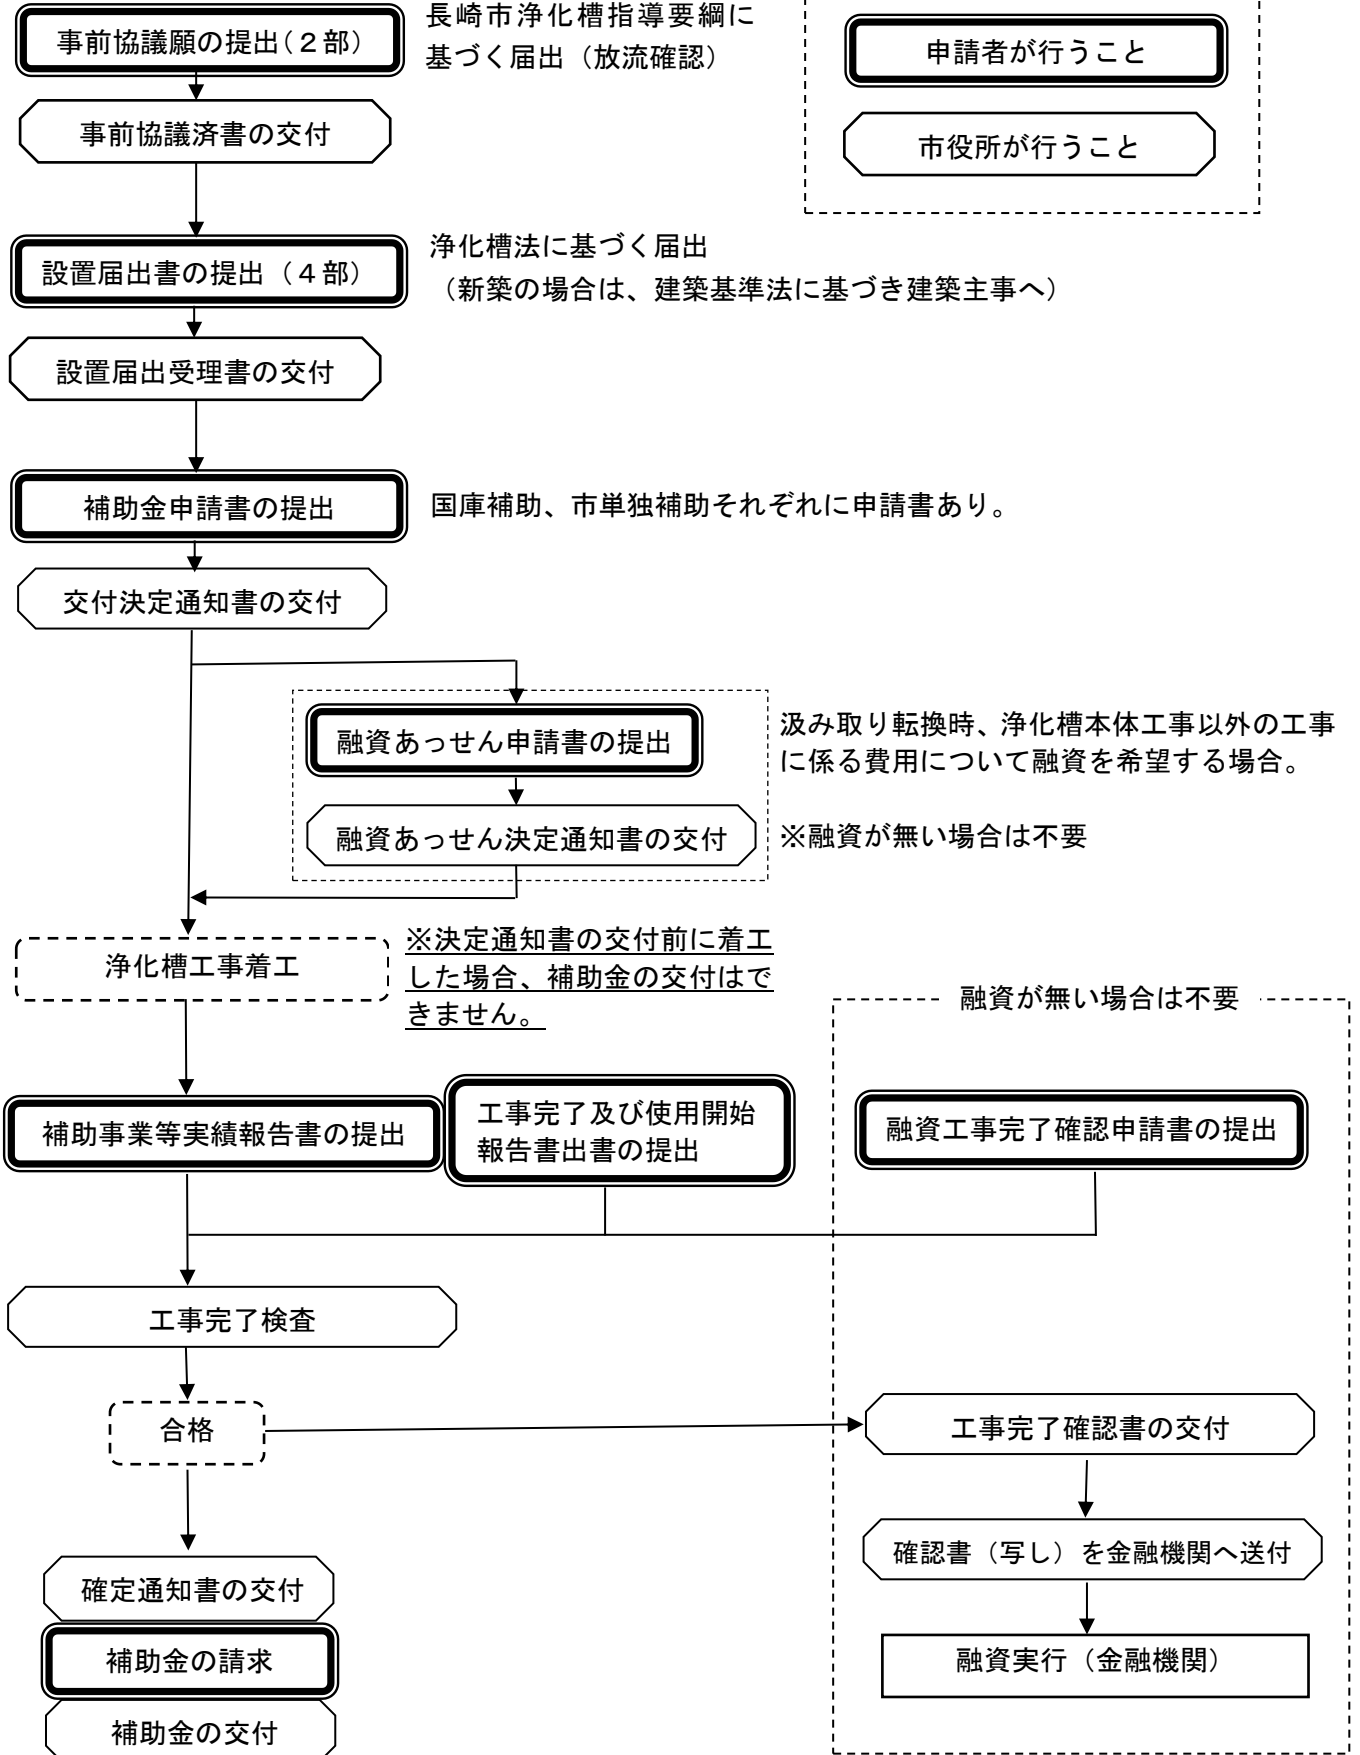 事前協議願の提出(２部)
長崎市浄化槽指導要綱に
基づく届出（放流確認）
申請者が行うこと
事前協議済書の交付
市役所が行うこと
設置届出書の提出（４部）
浄化槽法に基づく届出
（新築の場合は、建築基準法に基づき建築主事へ）
設置届出受理書の交付
補助金申請書の提出
国庫補助、市単独補助それぞれに申請書あり。
交付決定通知書の交付
融資あっせん申請書の提出
汲み取り転換時、浄化槽本体工事以外の工事
に係る費用について融資を希望する場合。
融資あっせん決定通知書の交付
※融資が無い場合は不要
浄化槽工事着工
※決定通知書の交付前に着工
した場合、補助金の交付はで
きません。
融資が無い場合は不要
補助事業等実績報告書の提出
工事完了及び使用開始
報告書出書の提出
融資工事完了確認申請書の提出
工事完了検査
合格
工事完了確認書の交付
確認書（写し）を金融機関へ送付
確定通知書の交付
補助金の請求
融資実行（金融機関）
補助金の交付